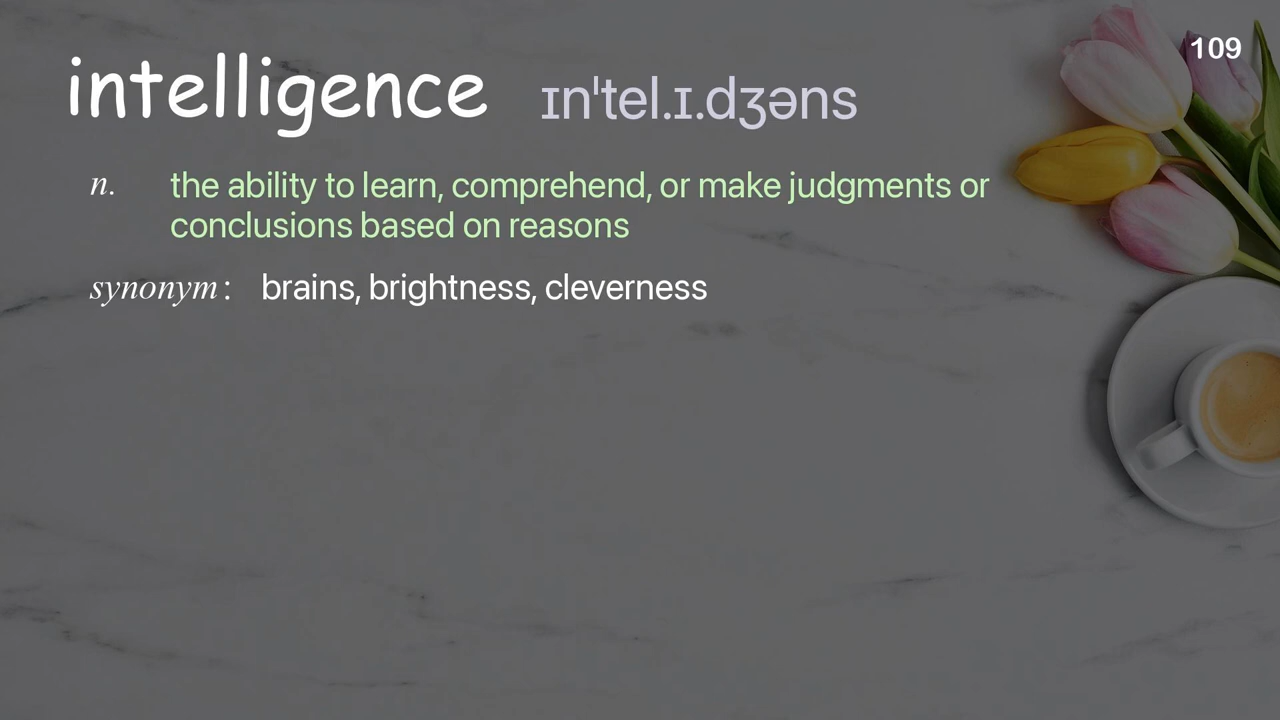 109
intelligence ɪnˈtel.ɪ.dʒəns
n. the ability to learn, comprehend, or make judgments or
conclusions based on reasons
synonym: brains, brightness, cleverness